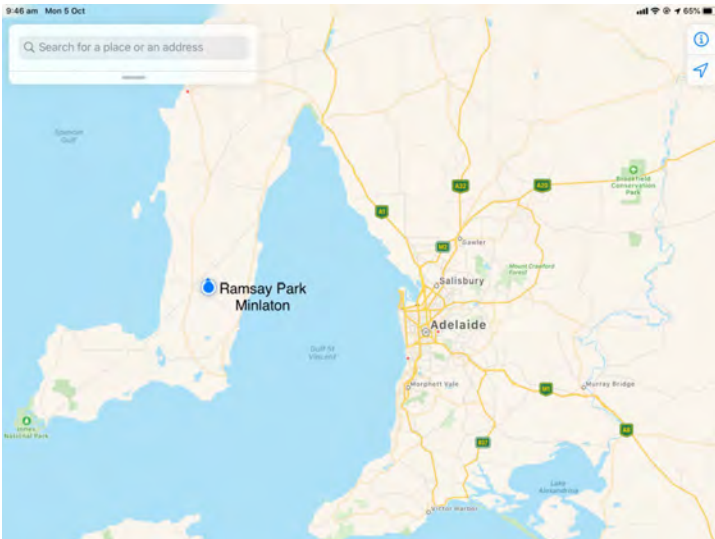 9:46 am Mon 5 Oct
65%
Search for a place or an address
Spencer
Gulf
A32
A20
Brookfield
Conservation
Park
A1
Gawler
M2
Mount Crawford
Forest
Salisbury
Ramsay Park
Minlaton
Adelaide
Gulf St
Vincent
Morphett Vale
M1
Murray Bridge
Innes
National Park
A8
Lake
Alexandrina
Victor Harbor